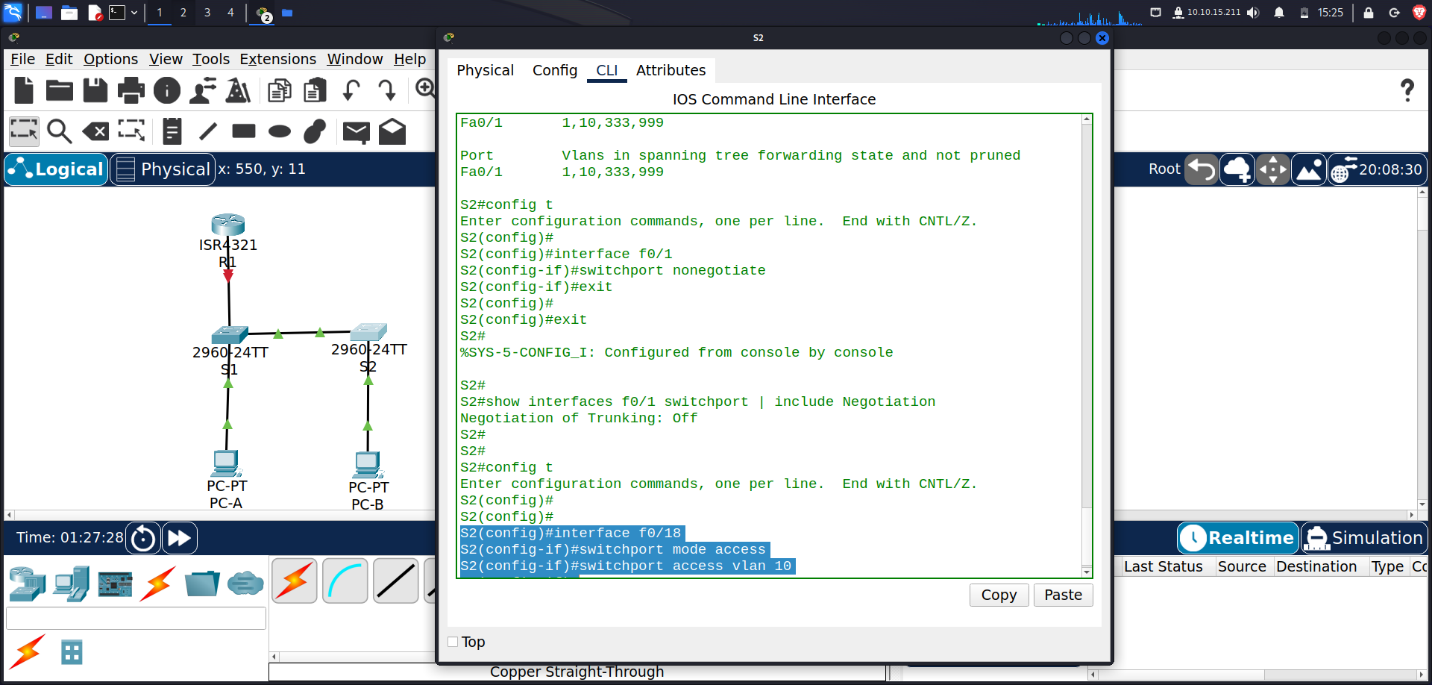 1 2 3 4 2 10.10.15.211 15:25
S2
File Edit Options View Tools Extensions Window Help
Physical Config CLI Attributes
IOS Command Line Interface
?
Logical Physical x: 550, y: 11
Root 20:08:30
ISR4321
R1
2960-24TT
S1
2960-24TT
S2
PC-PT
PC-A
PC-PT
PC-B
Fa0/1 1,10,333,999
Port Vlans in spanning tree forwarding state and not pruned
Fa0/1 1,10,333,999
S2#config t
Enter configuration commands, one per line. End with CNTL/Z.
S2(config)#
S2(config)#interface f0/1
S2(config-if)#switchport nonegotiate
S2(config-if)#exit
S2(config)#
S2(config)#exit
S2#
%SYS-5-CONFIG_I: Configured from console by console
S2#
S2#show interfaces f0/1 switchport | include Negotiation
Negotiation of Trunking: Off
S2#
S2#
S2#config t
Enter configuration commands, one per line. End with CNTL/Z.
S2(config)#
S2(config)#
S2(config)#interface f0/18
S2(config-if)#switchport mode access
S2(config-if)#switchport access vlan 10
Copy Paste
Top
Time: 01:27:28
Realtime Simulation
Last Status Source Destination Type
Copper Straight-Through